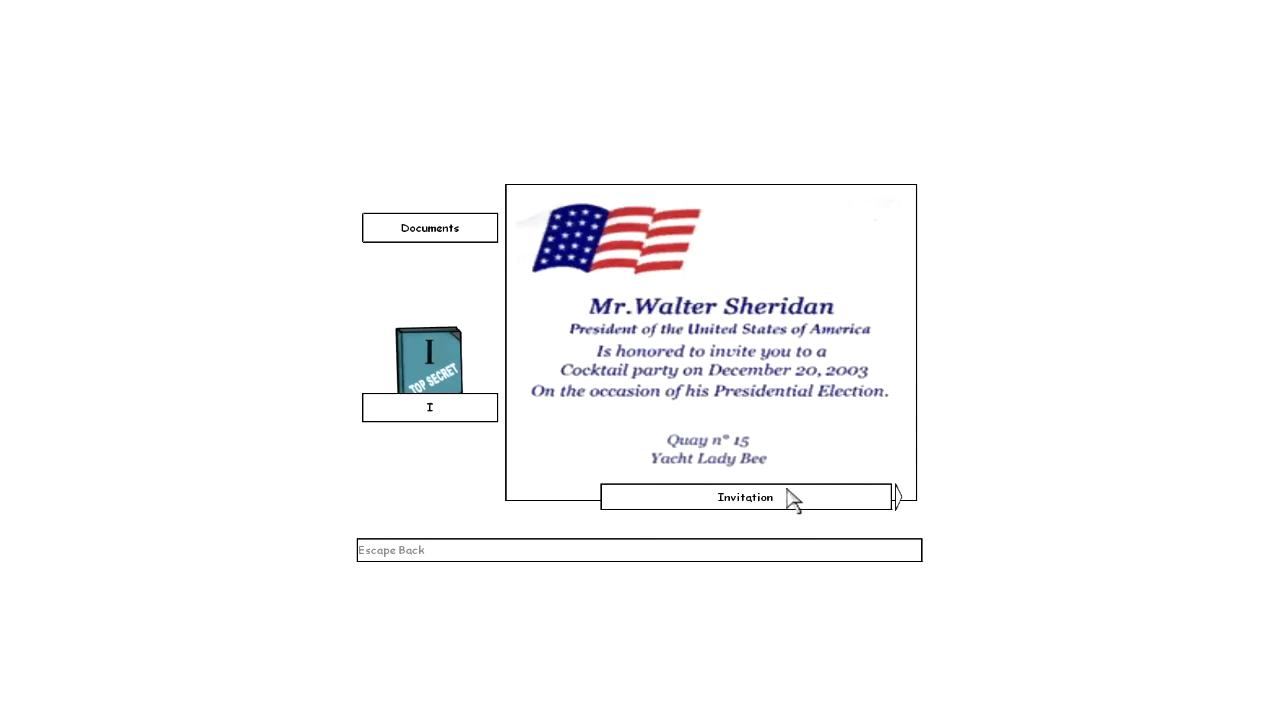 Documents
I
TOP SECRET
I
Mr.Walter Sheridan
President of the United States of America
Is honored to invite you to a
Cocktail party on December 20, 2003
On the occasion of his Presidential Election.
Quay n° 15
Yacht Lady Bee
Invitation
Escape Back